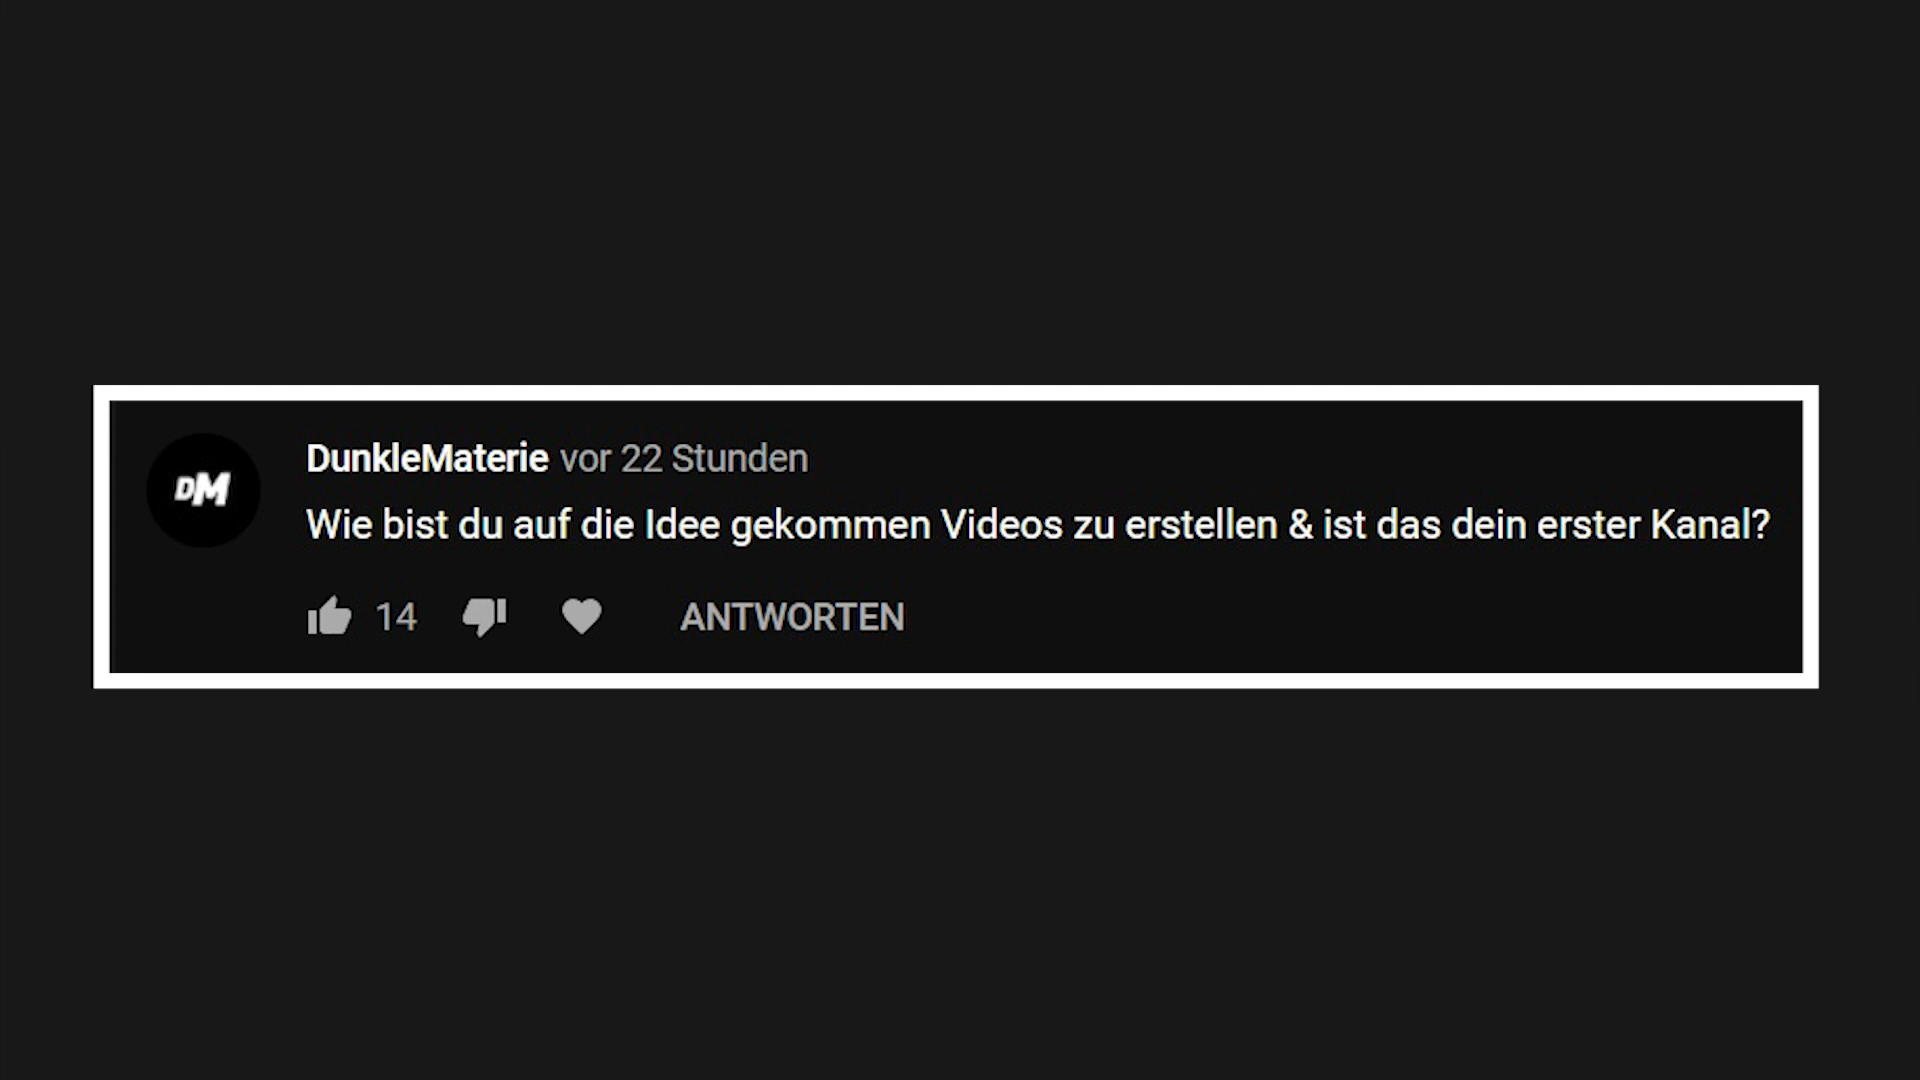 DM
DunkleMaterie vor 22 Stunden
Wie bist du auf die Idee gekommen Videos zu erstellen & ist das dein erster Kanal?
14 ANTWORTEN